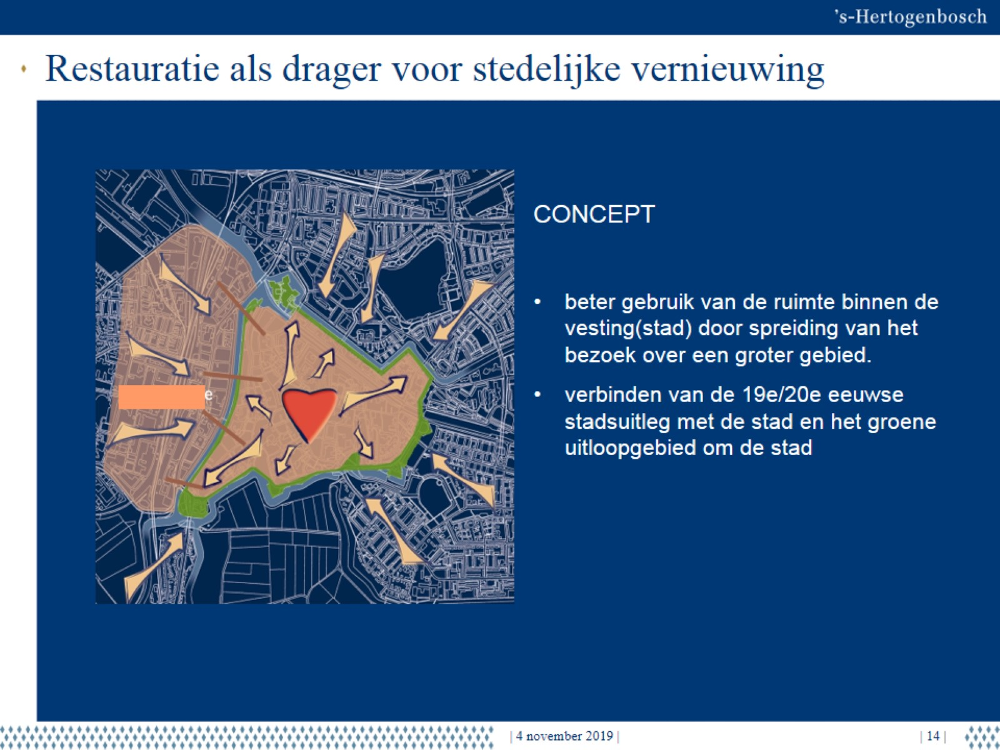 's-Hertogenbosch
Restauratie als drager voor stedelijke vernieuwing
CONCEPT
• beter gebruik van de ruimte binnen de
vesting(stad) door spreiding van het
bezoek over een groter gebied.
• verbinden van de 19e/20e eeuwse
stadsuitleg met de stad en het groene
uitloopgebied om de stad
e
| 4 november 2019 |
| 14 |